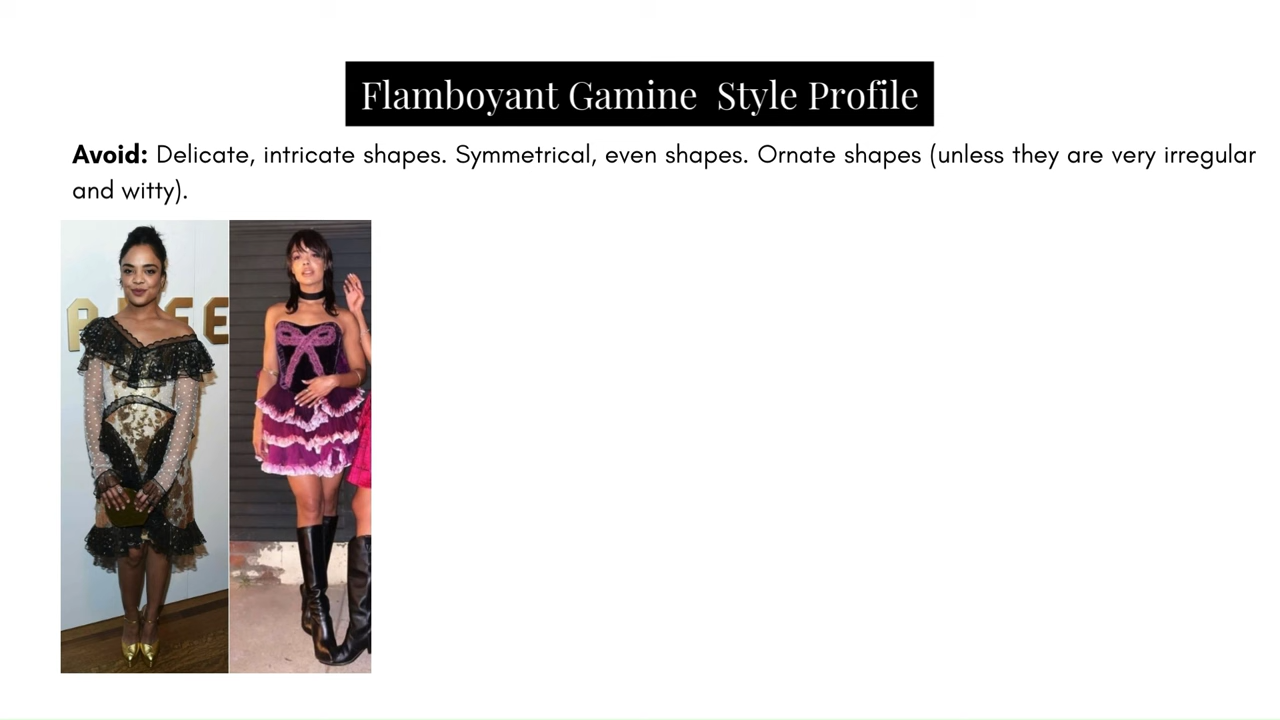 Flamboyant Gamine Style Profile
Avoid: Delicate, intricate shapes. Symmetrical, even shapes. Ornate shapes (unless they are very irregular
and witty).